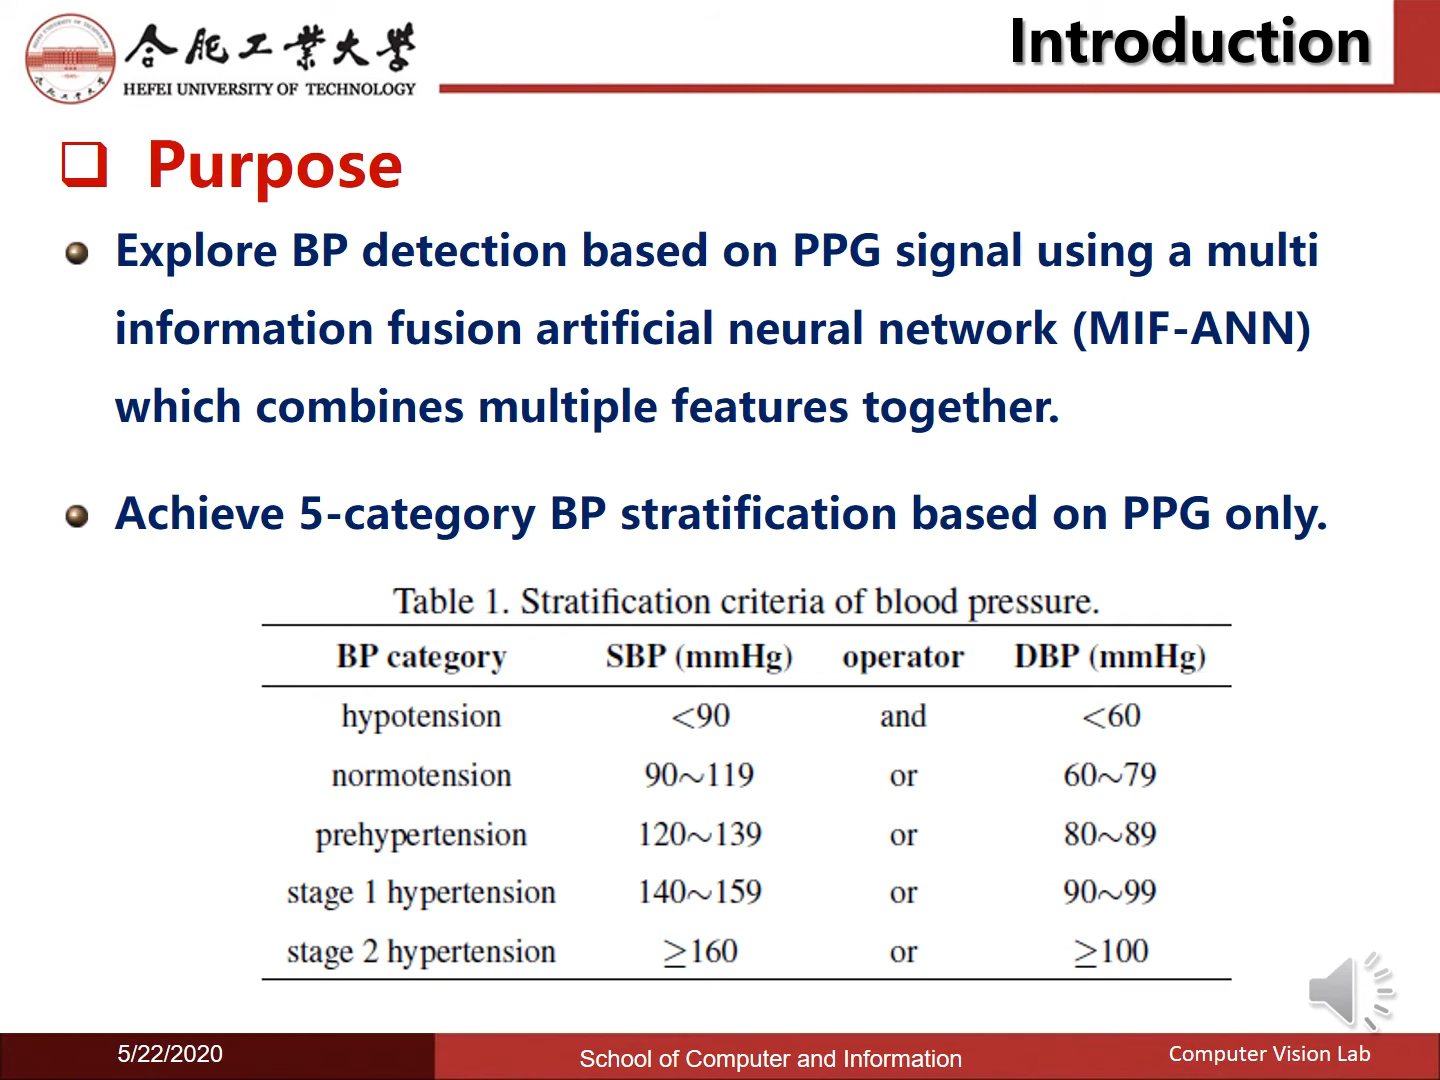 合肥工业大学
HEFEI UNIVERSITY OF TECHNOLOGY
Introduction
Purpose
Explore BP detection based on PPG signal using a multi
information fusion artificial neural network (MIF-ANN)
which combines multiple features together.
Achieve 5-category BP stratification based on PPG only.
Table 1. Stratification criteria of blood pressure.
BP category SBP (mmHg) operator DBP (mmHg)
hypotension <90 and <60
normotension 90~119 or 60~79
prehypertension 120~139 or 80~89
stage 1 hypertension 140~159 or 90~99
stage 2 hypertension ≥160 or ≥100
5/22/2020
School of Computer and Information
Computer Vision Lab